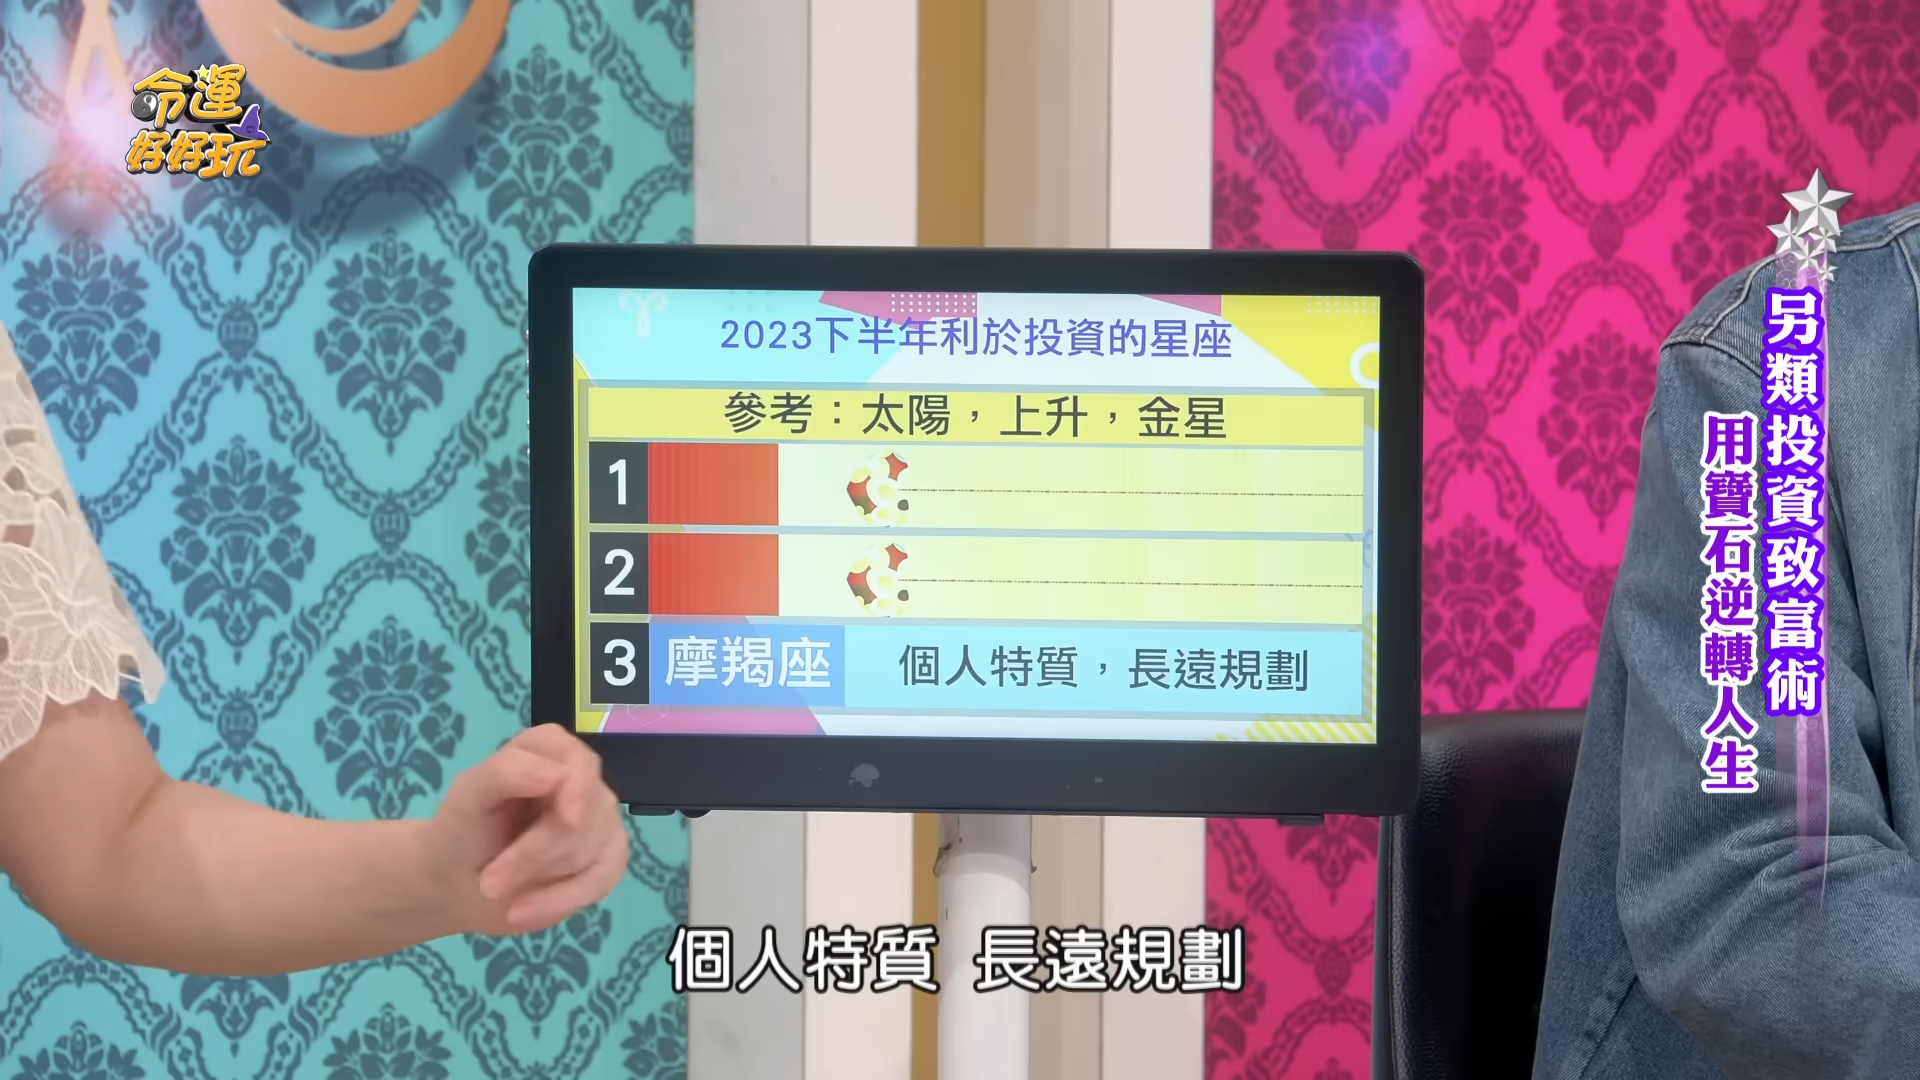 命運
好好玩
2023下半年利於投資的星座
參考：太陽，上升，金星
1
2
3 摩羯座 個人特質，長遠規劃
另類投資致富術
用寶石逆轉人生
個人特質 長遠規劃